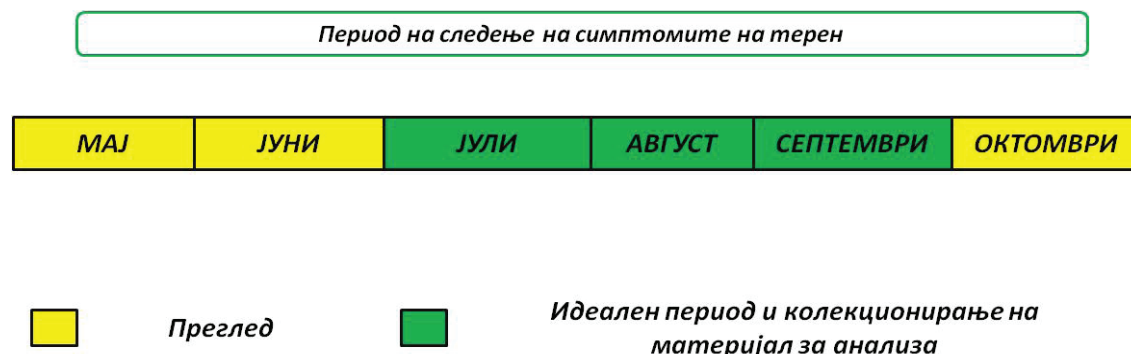 Период на следење на симптомите на терен
МАЈ ЈУНИ ЈУЛИ АВГУСТ СЕПТЕМВРИ ОКТОМВРИ
Преглед
Идеален период и колекционирање на
материјал за анализа